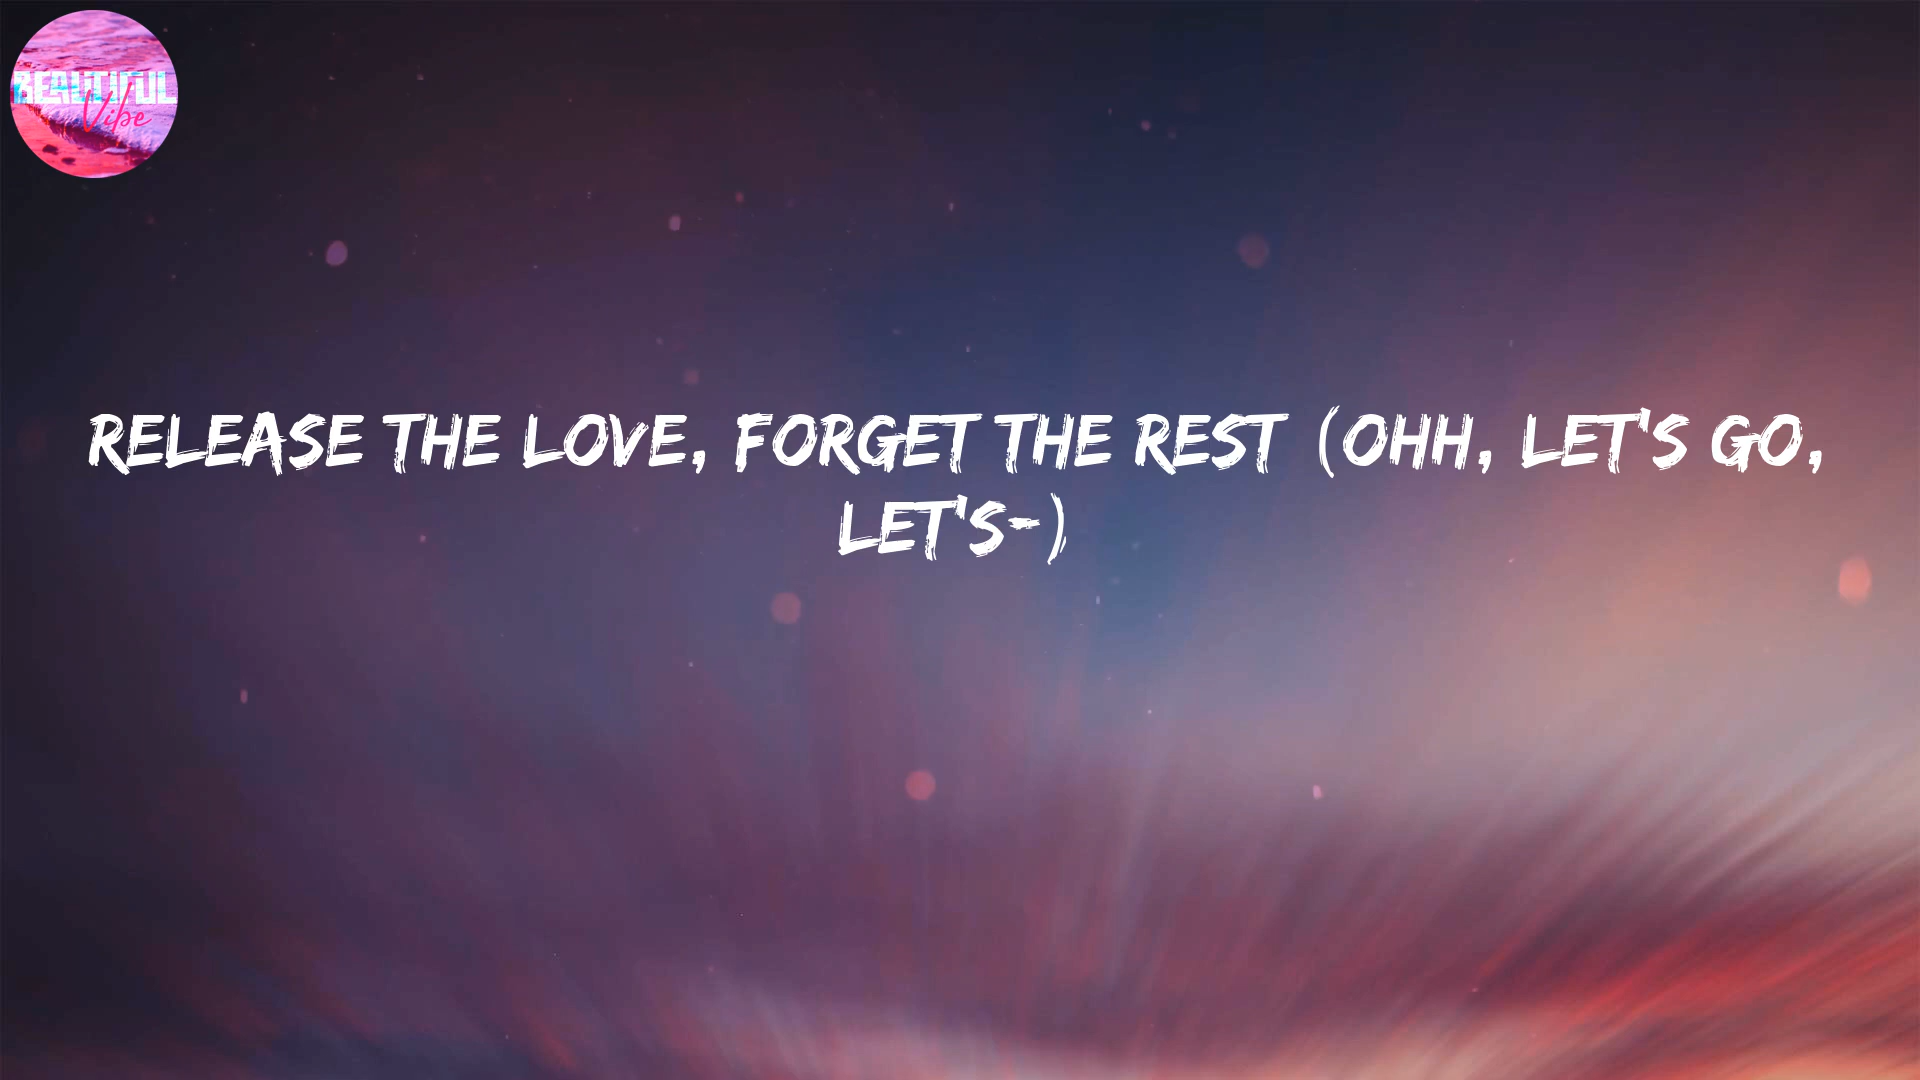 BEAUTIFUL
Vibe
RELEASE THE LOVE, FORGET THE REST (OHH, LET'S GO,
LET'S-)